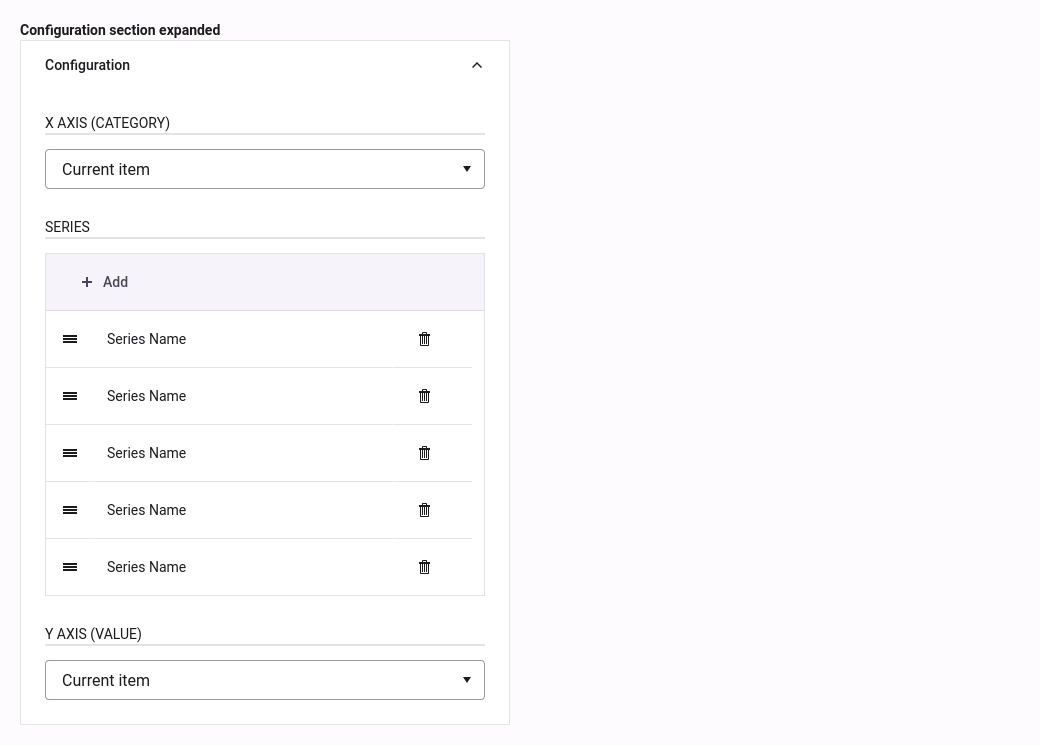 Configuration section expanded
Configuration
X AXIS (CATEGORY)
Current item
SERIES
Add
Series Name
Series Name
Series Name
Series Name
Series Name
Y AXIS (VALUE)
Current item